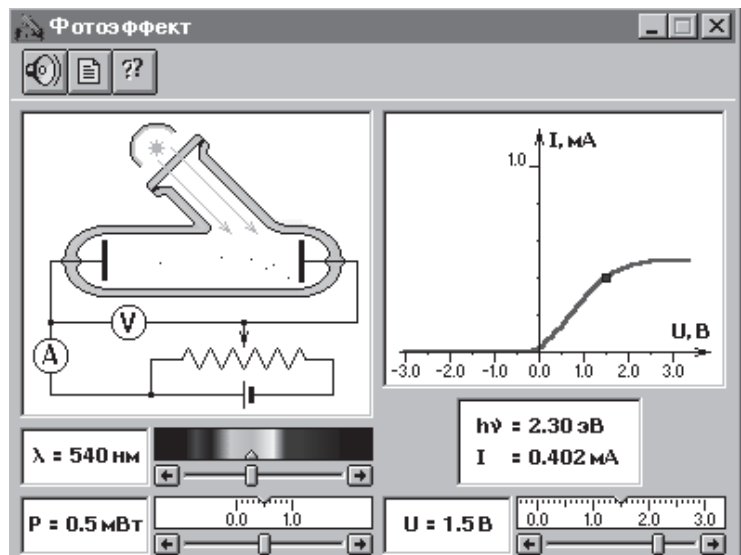 Фотоэффект
??
I, мА
1.0
U, В
-3.0 -2.0 -1.0 0.0 1.0 2.0 3.0
V
A
hν = 2.30 эВ
I = 0.402 мА
λ = 540 нм
P = 0.5 мВт
0.0 1.0
U = 1.5 В
0.0 1.0 2.0 3.0